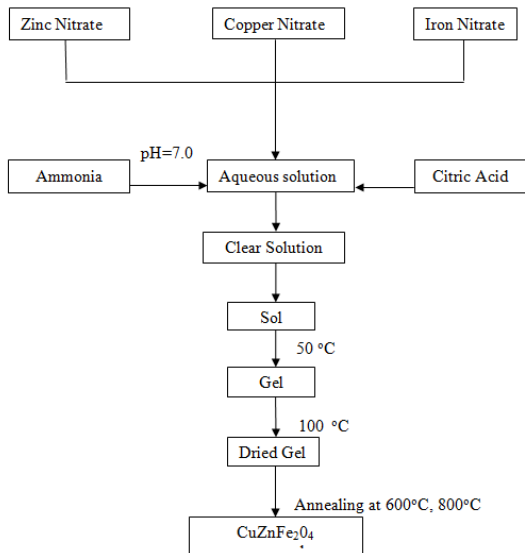 Zinc Nitrate
Copper Nitrate
Iron Nitrate
pH=7.0
Ammonia
Aqueous solution
Citric Acid
Clear Solution
Sol
50 °C
Gel
100 °C
Dried Gel
Annealing at 600°C, 800°C
CuZnFe₂0₄